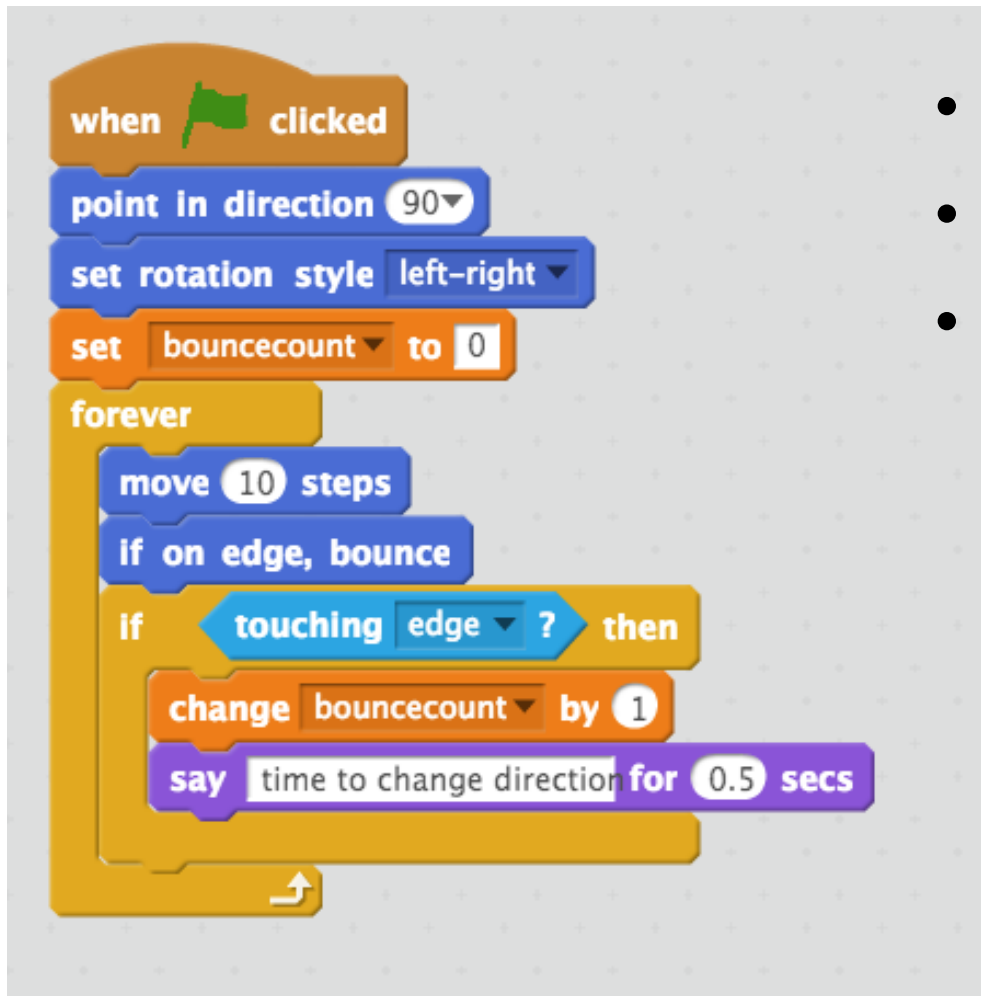 when clicked
point in direction 90
set rotation style left-right
set bouncecount to 0
forever
move 10 steps
if on edge, bounce
if touching edge ? then
change bouncecount by 1
say time to change direction for 0.5 secs